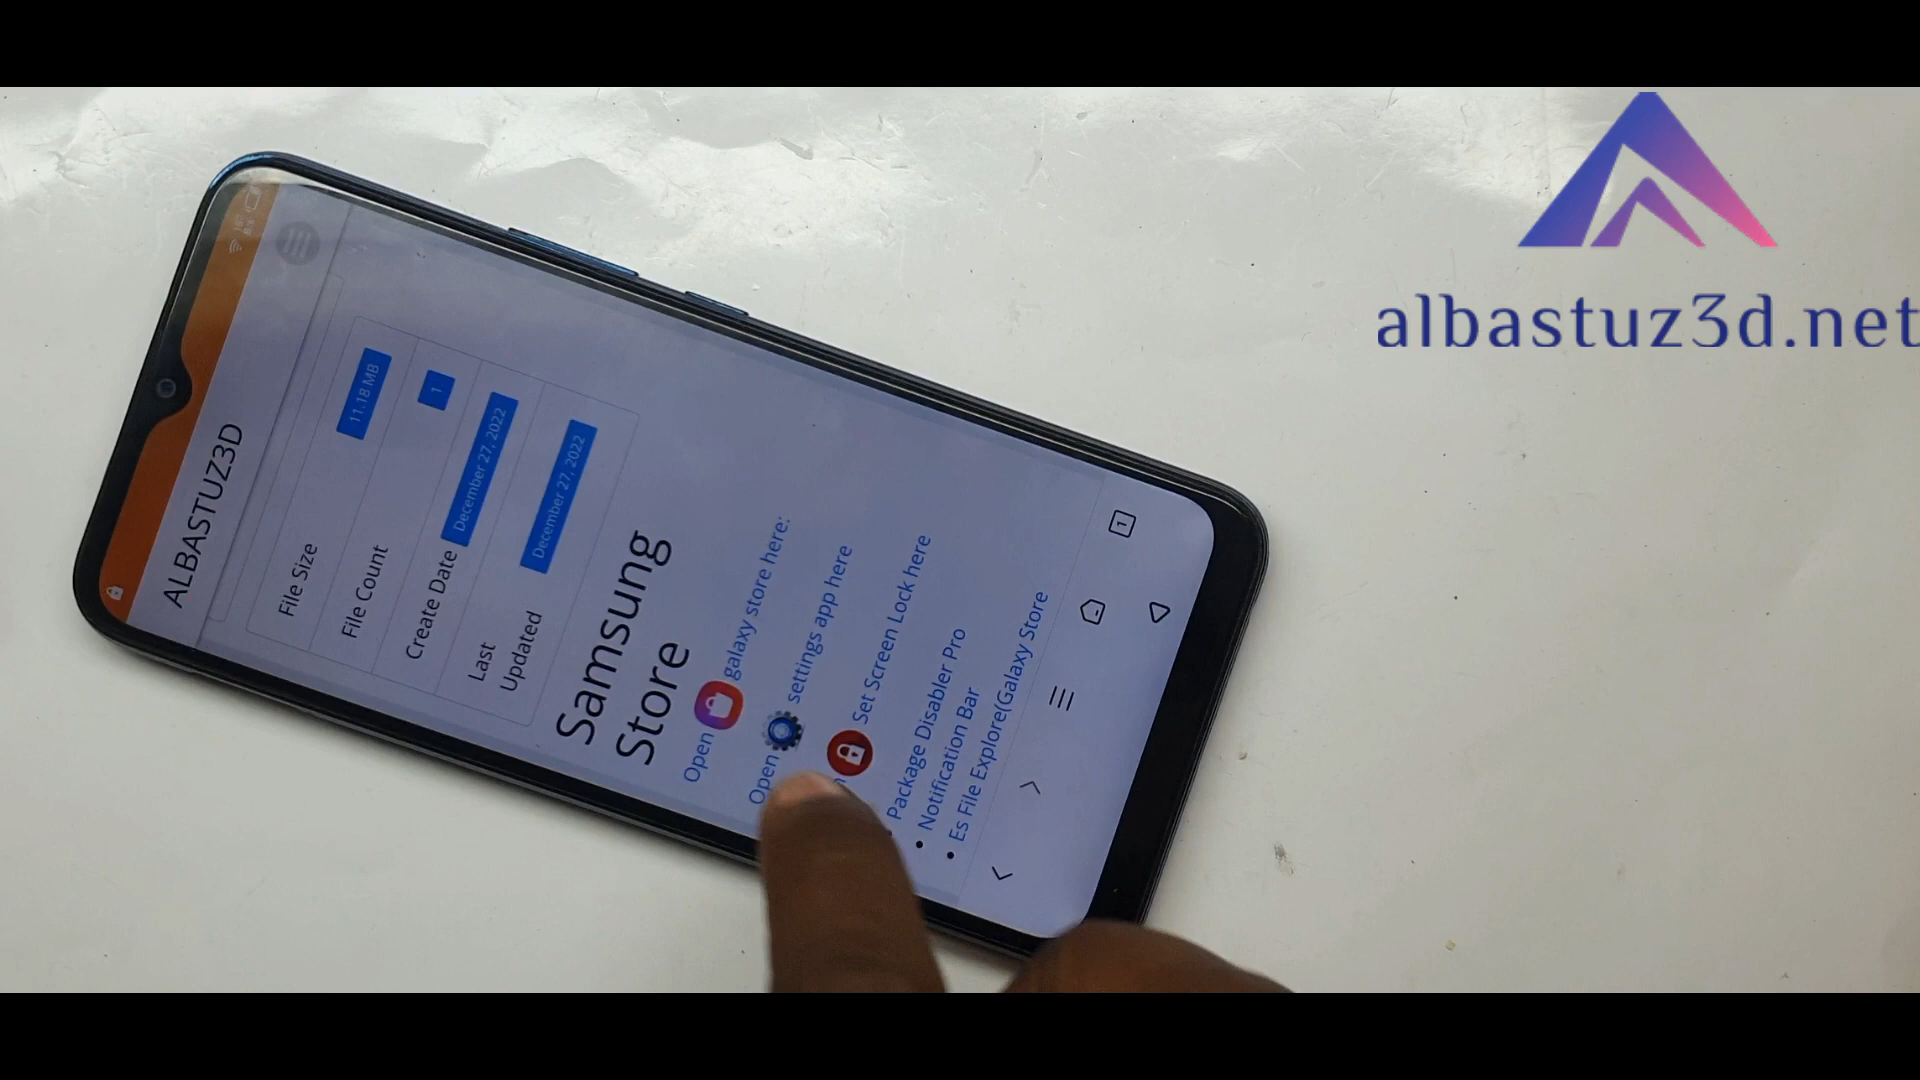 albastuz3d.net
ALBASTUZ3D
File Size 11.18 MB
File Count 1
Create Date December 27, 2022
Last
Updated December 27, 2022
Samsung
Store
Open galaxy store here:
Open settings app here
Set Screen Lock here
• Package Disabler Pro
• Notification Bar
• Es File Explore(Galaxy Store
1